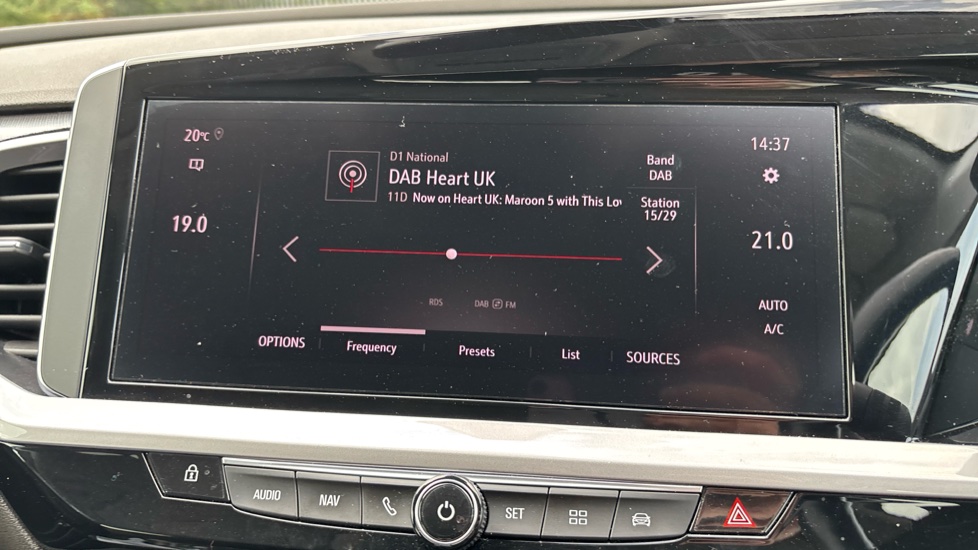 20°C
14:37
D1 National
DAB Heart UK
11D Now on Heart UK: Maroon 5 with This Lov
Band
DAB
Station
15/29
19.0
21.0
RDS
DAB FM
AUTO
A/C
OPTIONS
Frequency
Presets
List
SOURCES
AUDIO
NAV
SET